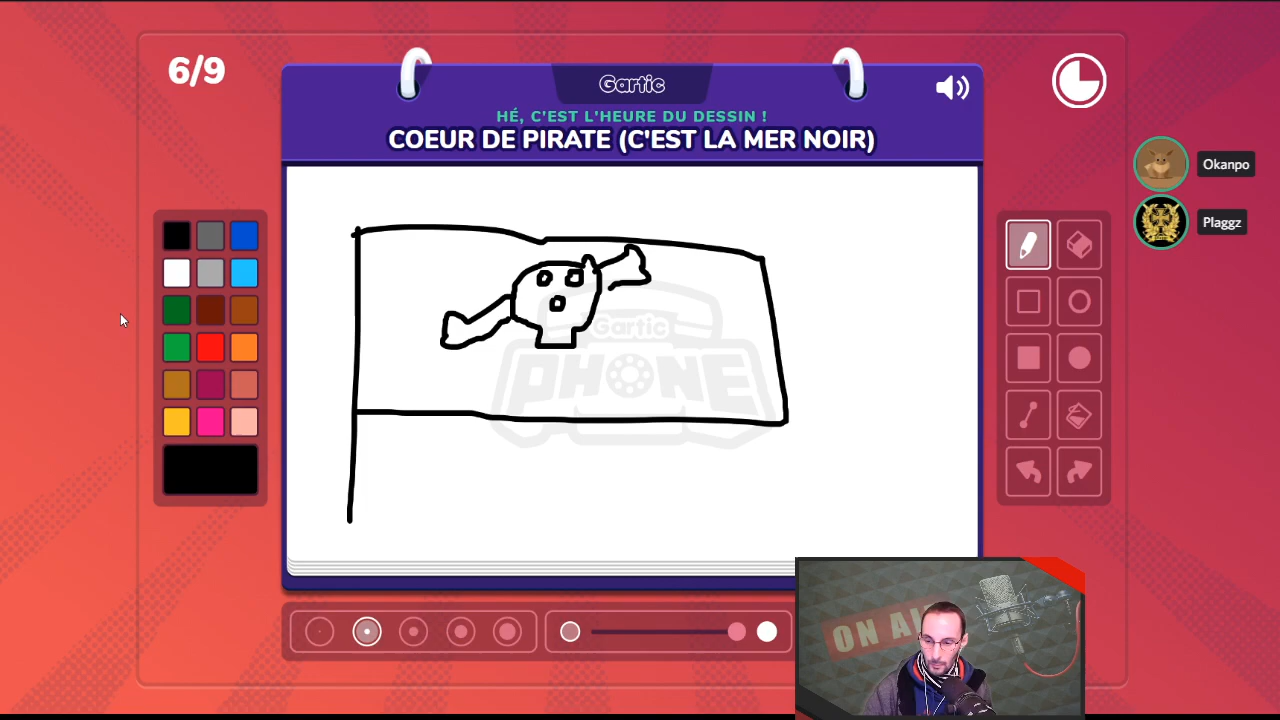 6/9
Gartic
HÉ, C'EST L'HEURE DU DESSIN !
COEUR DE PIRATE (C'EST LA MER NOIR)
Okanpo
Plaggz
Gartic
PHONE
ON AI